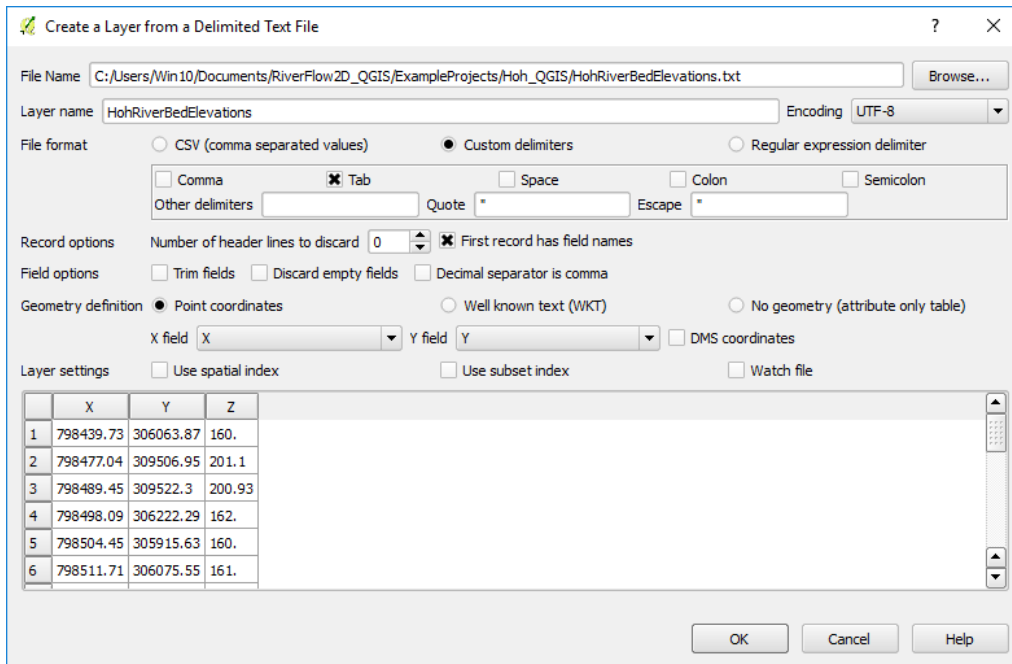 Create a Layer from a Delimited Text File ?
File Name C:/Users/Win10/Documents/RiverFlow2D_QGIS/ExampleProjects/Hoh_QGIS/HohRiverBedElevations.txt Browse...
Layer name HohRiverBedElevations Encoding UTF-8
File format CSV (comma separated values) Custom delimiters Regular expression delimiter
Comma Tab Space Colon Semicolon
Other delimiters Quote " Escape "
Record options Number of header lines to discard 0 First record has field names
Field options Trim fields Discard empty fields Decimal separator is comma
Geometry definition Point coordinates Well known text (WKT) No geometry (attribute only table)
X field X Y field Y DMS coordinates
Layer settings Use spatial index Use subset index Watch file
X Y Z
1 798439.73 306063.87 160.
2 798477.04 309506.95 201.1
3 798489.45 309522.3 200.93
4 798498.09 306222.29 162.
5 798504.45 305915.63 160.
6 798511.71 306075.55 161.
OK Cancel Help